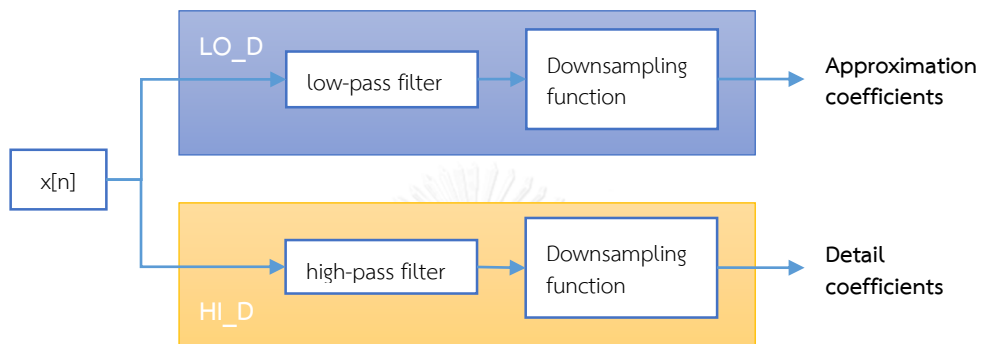 LO_D
low-pass filter
Downsampling
function
Approximation
coefficients
x[n]
high-pass filter
Downsampling
function
Detail
coefficients
HI_D